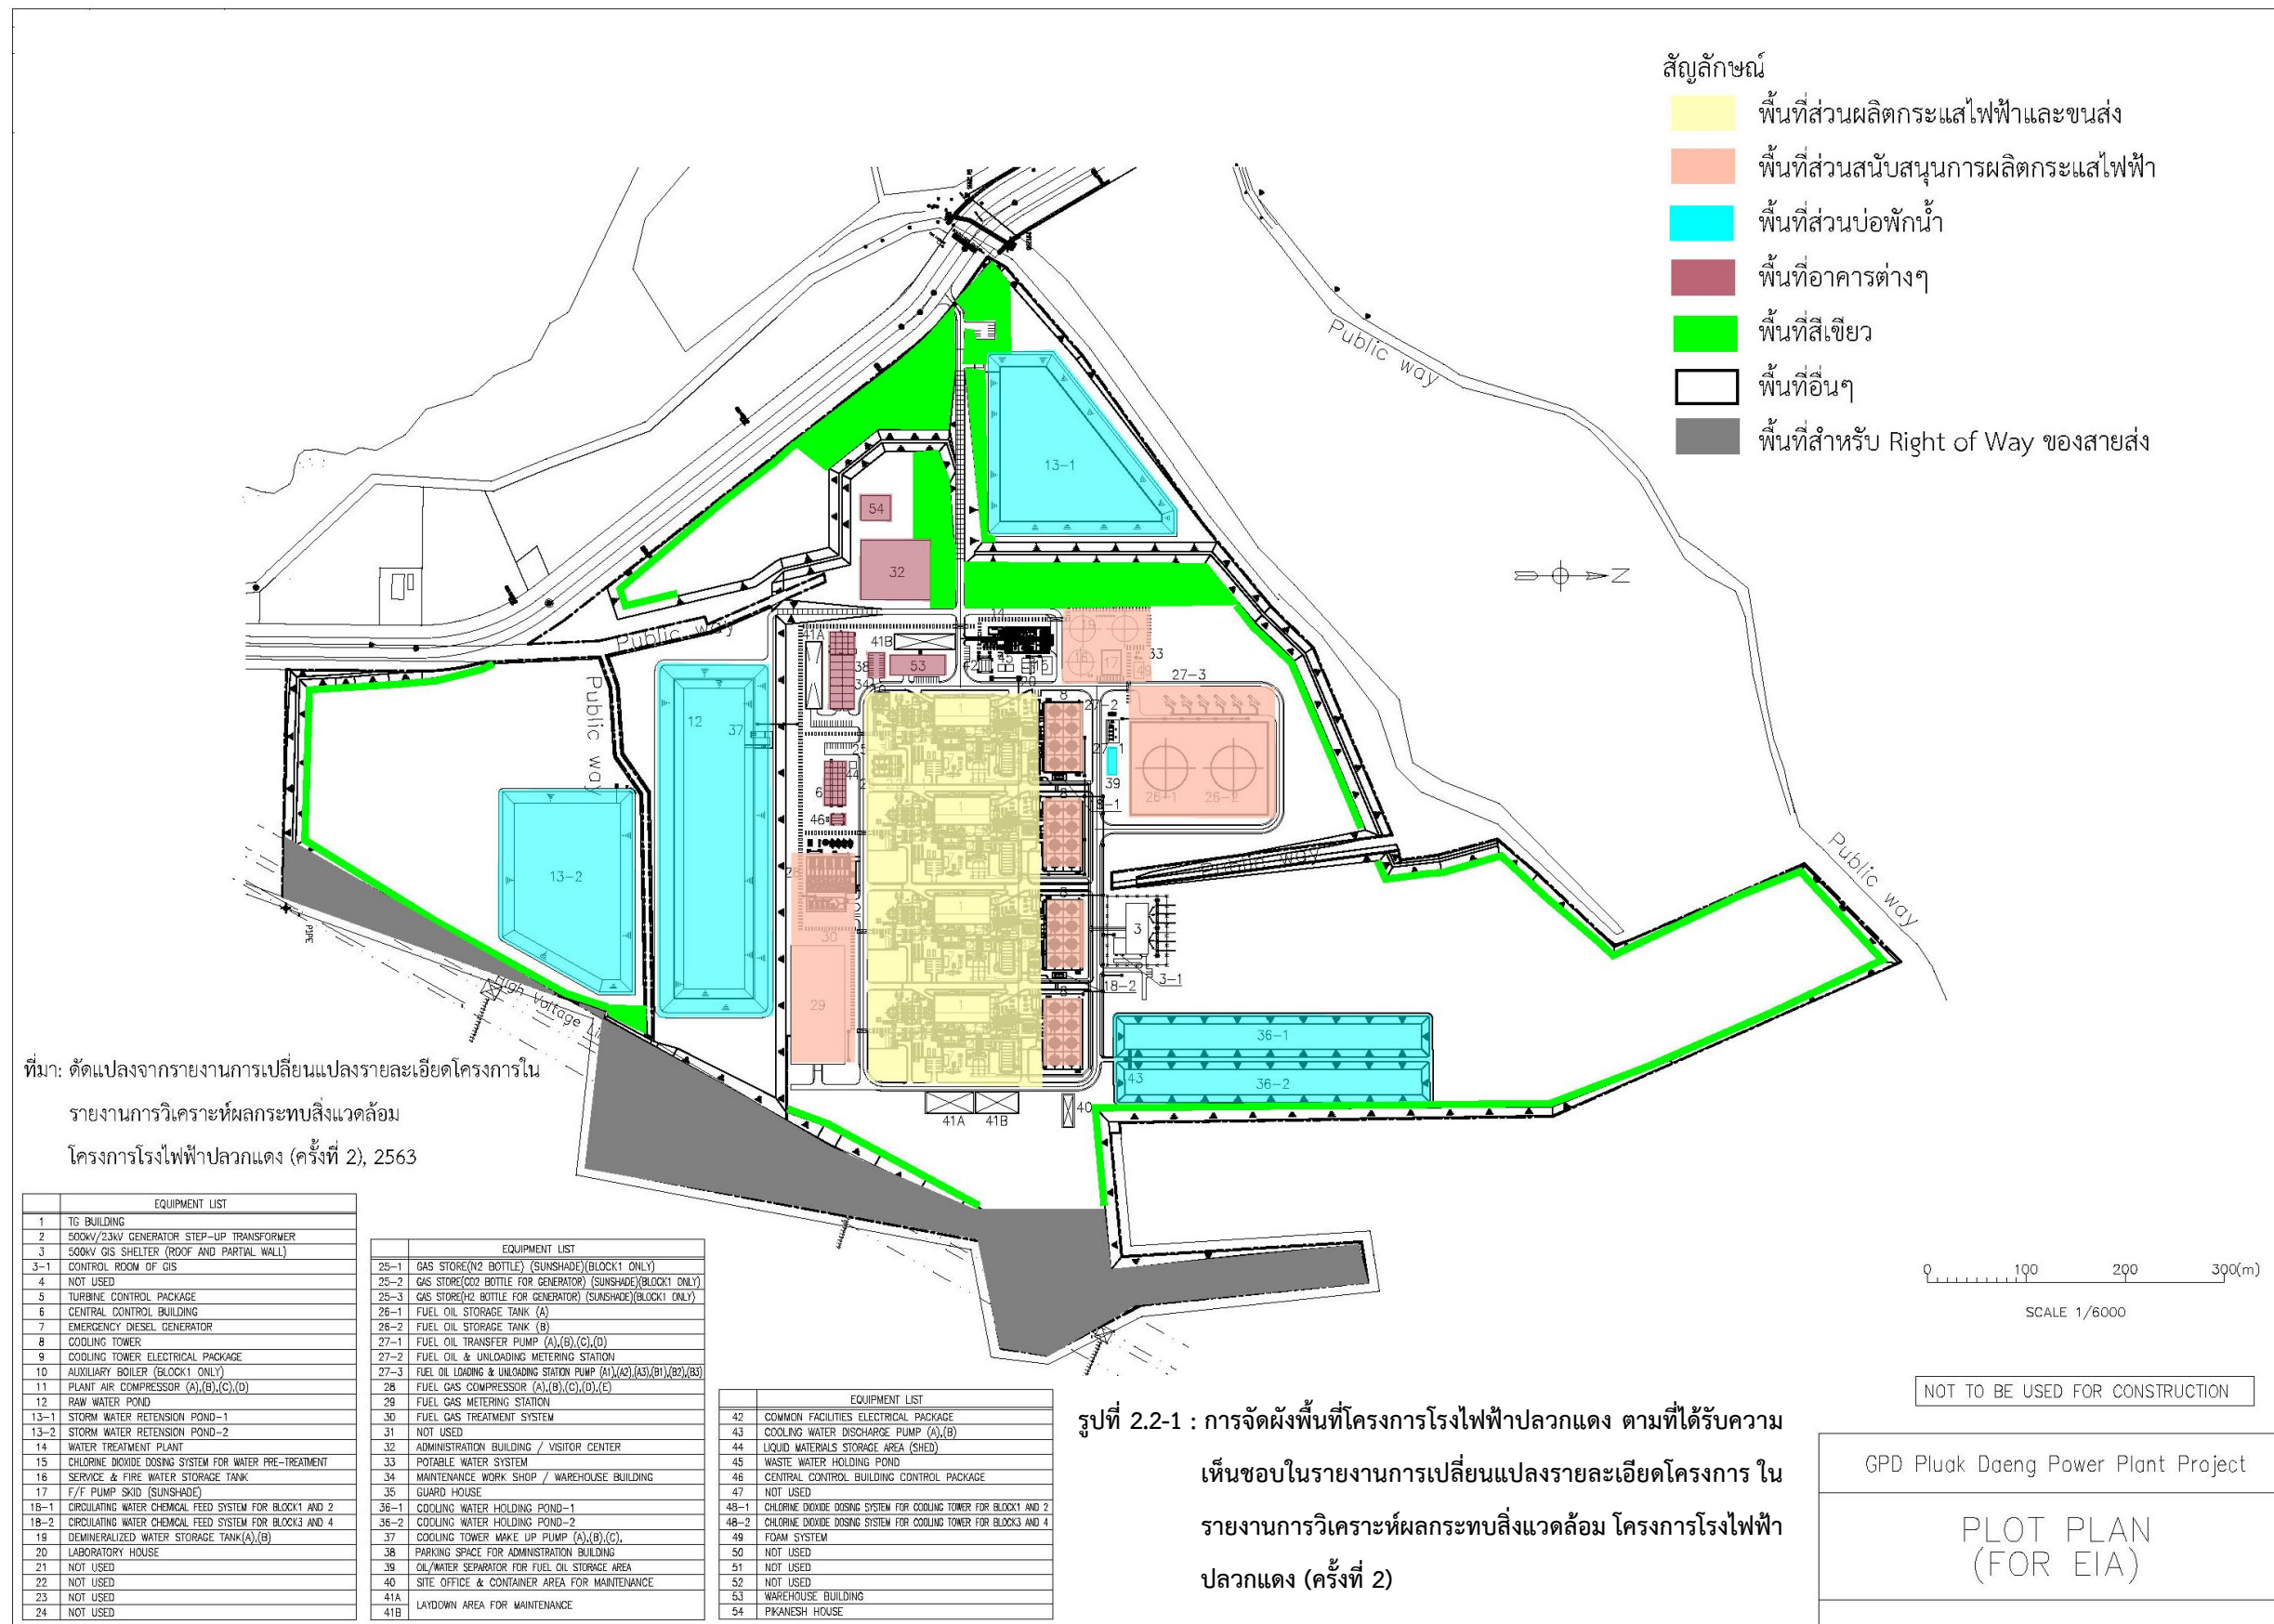 สัญลักษณ์
พื้นที่ส่วนผลิตกระแสไฟฟ้าและขนส่ง
พื้นที่ส่วนสนับสนุนการผลิตกระแสไฟฟ้า
พื้นที่ส่วนบ่อพักน้ำ
พื้นที่อาคารต่างๆ
พื้นที่สีเขียว
พื้นที่อื่นๆ
พื้นที่สำหรับ Right of Way ของสายส่ง
Public way
13-1
54
32
Z
Public way
14
41A
41B
38
53
34
42
45
15
20
19
16
17
33
49
27-3
Public way
12
37
1
8
27-2
27-1
39
26-1
26-2
25
44
6
2
46
1
8
18-1
Public way
Public way
13-2
28
30
1
8
3
3-1
18-2
PIPE
High Voltage Li
29
1
8
36-1
43
36-2
41A
41B
40
ที่มา: ดัดแปลงจากรายงานการเปลี่ยนแปลงรายละเอียดโครงการใน
รายงานการวิเคราะห์ผลกระทบสิ่งแวดล้อม
โครงการโรงไฟฟ้าปลวกแดง (ครั้งที่ 2), 2563
EQUIPMENT LIST
1 TG BUILDING
2 500kV/23kV GENERATOR STEP-UP TRANSFORMER
3 500kV GIS SHELTER (ROOF AND PARTIAL WALL)
3-1 CONTROL ROOM OF GIS
4 NOT USED
5 TURBINE CONTROL PACKAGE
6 CENTRAL CONTROL BUILDING
7 EMERGENCY DIESEL GENERATOR
8 COOLING TOWER
9 COOLING TOWER ELECTRICAL PACKAGE
10 AUXILIARY BOILER (BLOCK1 ONLY)
11 PLANT AIR COMPRESSOR (A),(B),(C),(D)
12 RAW WATER POND
13-1 STORM WATER RETENSION POND-1
13-2 STORM WATER RETENSION POND-2
14 WATER TREATMENT PLANT
15 CHLORINE DIOXIDE DOSING SYSTEM FOR WATER PRE-TREATMENT
16 SERVICE & FIRE WATER STORAGE TANK
17 F/F PUMP SKID (SUNSHADE)
18-1 CIRCULATING WATER CHEMICAL FEED SYSTEM FOR BLOCK1 AND 2
18-2 CIRCULATING WATER CHEMICAL FEED SYSTEM FOR BLOCK3 AND 4
19 DEMINERALIZED WATER STORAGE TANK(A),(B)
20 LABORATORY HOUSE
21 NOT USED
22 NOT USED
23 NOT USED
24 NOT USED
EQUIPMENT LIST
25-1 GAS STORE(N2 BOTTLE) (SUNSHADE)(BLOCK1 ONLY)
25-2 GAS STORE(CO2 BOTTLE FOR GENERATOR) (SUNSHADE)(BLOCK1 ONLY)
25-3 GAS STORE(H2 BOTTLE FOR GENERATOR) (SUNSHADE)(BLOCK1 ONLY)
26-1 FUEL OIL STORAGE TANK (A)
26-2 FUEL OIL STORAGE TANK (B)
27-1 FUEL OIL TRANSFER PUMP (A),(B),(C),(D)
27-2 FUEL OIL & UNLOADING METERING STATION
27-3 FUEL OIL LOADING & UNLOADING STATION PUMP (A1),(A2),(A3),(B1),(B2),(B3)
28 FUEL GAS COMPRESSOR (A),(B),(C),(D),(E)
29 FUEL GAS METERING STATION
30 FUEL GAS TREATMENT SYSTEM
31 NOT USED
32 ADMINISTRATION BUILDING / VISITOR CENTER
33 POTABLE WATER SYSTEM
34 MAINTENANCE WORK SHOP / WAREHOUSE BUILDING
35 GUARD HOUSE
36-1 COOLING WATER HOLDING POND-1
36-2 COOLING WATER HOLDING POND-2
37 COOLING TOWER MAKE UP PUMP (A),(B),(C),
38 PARKING SPACE FOR ADMINISTRATION BUILDING
39 OIL/WATER SEPARATOR FOR FUEL OIL STORAGE AREA
40 SITE OFFICE & CONTAINER AREA FOR MAINTENANCE
41A LAYDOWN AREA FOR MAINTENANCE
41B
EQUIPMENT LIST
42 COMMON FACILITIES ELECTRICAL PACKAGE
43 COOLING WATER DISCHARGE PUMP (A),(B)
44 LIQUID MATERIALS STORAGE AREA (SHED)
45 WASTE WATER HOLDING POND
46 CENTRAL CONTROL BUILDING CONTROL PACKAGE
47 NOT USED
48-1 CHLORINE DIOXIDE DOSING SYSTEM FOR COOLING TOWER FOR BLOCK1 AND 2
48-2 CHLORINE DIOXIDE DOSING SYSTEM FOR COOLING TOWER FOR BLOCK3 AND 4
49 FOAM SYSTEM
50 NOT USED
51 NOT USED
52 NOT USED
53 WAREHOUSE BUILDING
54 PIKANESH HOUSE
0 100 200 300(m)
SCALE 1/6000
NOT TO BE USED FOR CONSTRUCTION
รูปที่ 2.2-1 : การจัดผังพื้นที่โครงการโรงไฟฟ้าปลวกแดง ตามที่ได้รับความ
เห็นชอบในรายงานการเปลี่ยนแปลงรายละเอียดโครงการ ใน
รายงานการวิเคราะห์ผลกระทบสิ่งแวดล้อม โครงการโรงไฟฟ้า
ปลวกแดง (ครั้งที่ 2)
GPD Pluak Daeng Power Plant Project
PLOT PLAN
(FOR EIA)